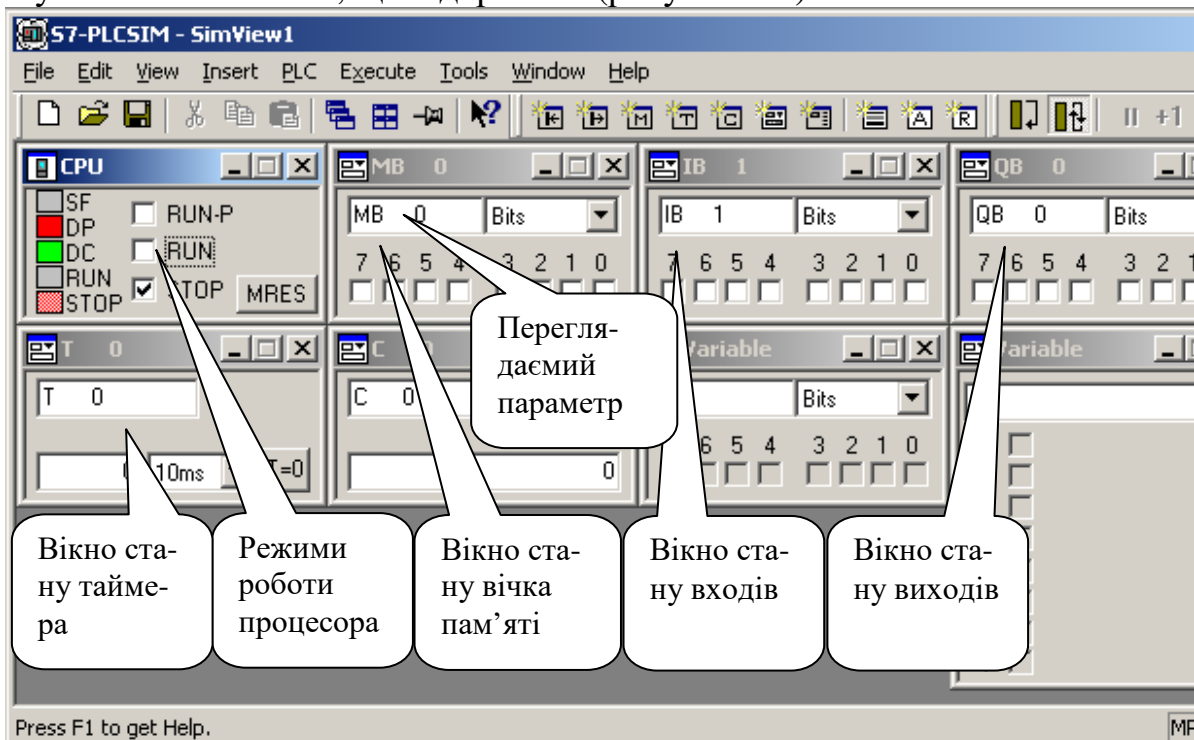 S7-PLCSIM - SimView1
File Edit View Insert PLC Execute Tools Window Help
+1
CPU
MB 0
IB 1
QB 0
SF
DP
DC
RUN
STOP
RUN-P
RUN
STOP
MRES
MB 0 Bits
7 6 5 4 3 2 1 0
IB 1 Bits
7 6 5 4 3 2 1 0
QB 0 Bits
7 6 5 4 3 2 1
T 0
C
Variable
T 0
10ms
T=0
C 0
0
Bits
6 5 4 3 2 1 0
Перегля-
даємий
параметр
Вікно ста-
ну тайме-
ра
Режими
роботи
процесора
Вікно ста-
ну вічка
пам’яті
Вікно ста-
ну входів
Вікно ста-
ну виходів
Press F1 to get Help.